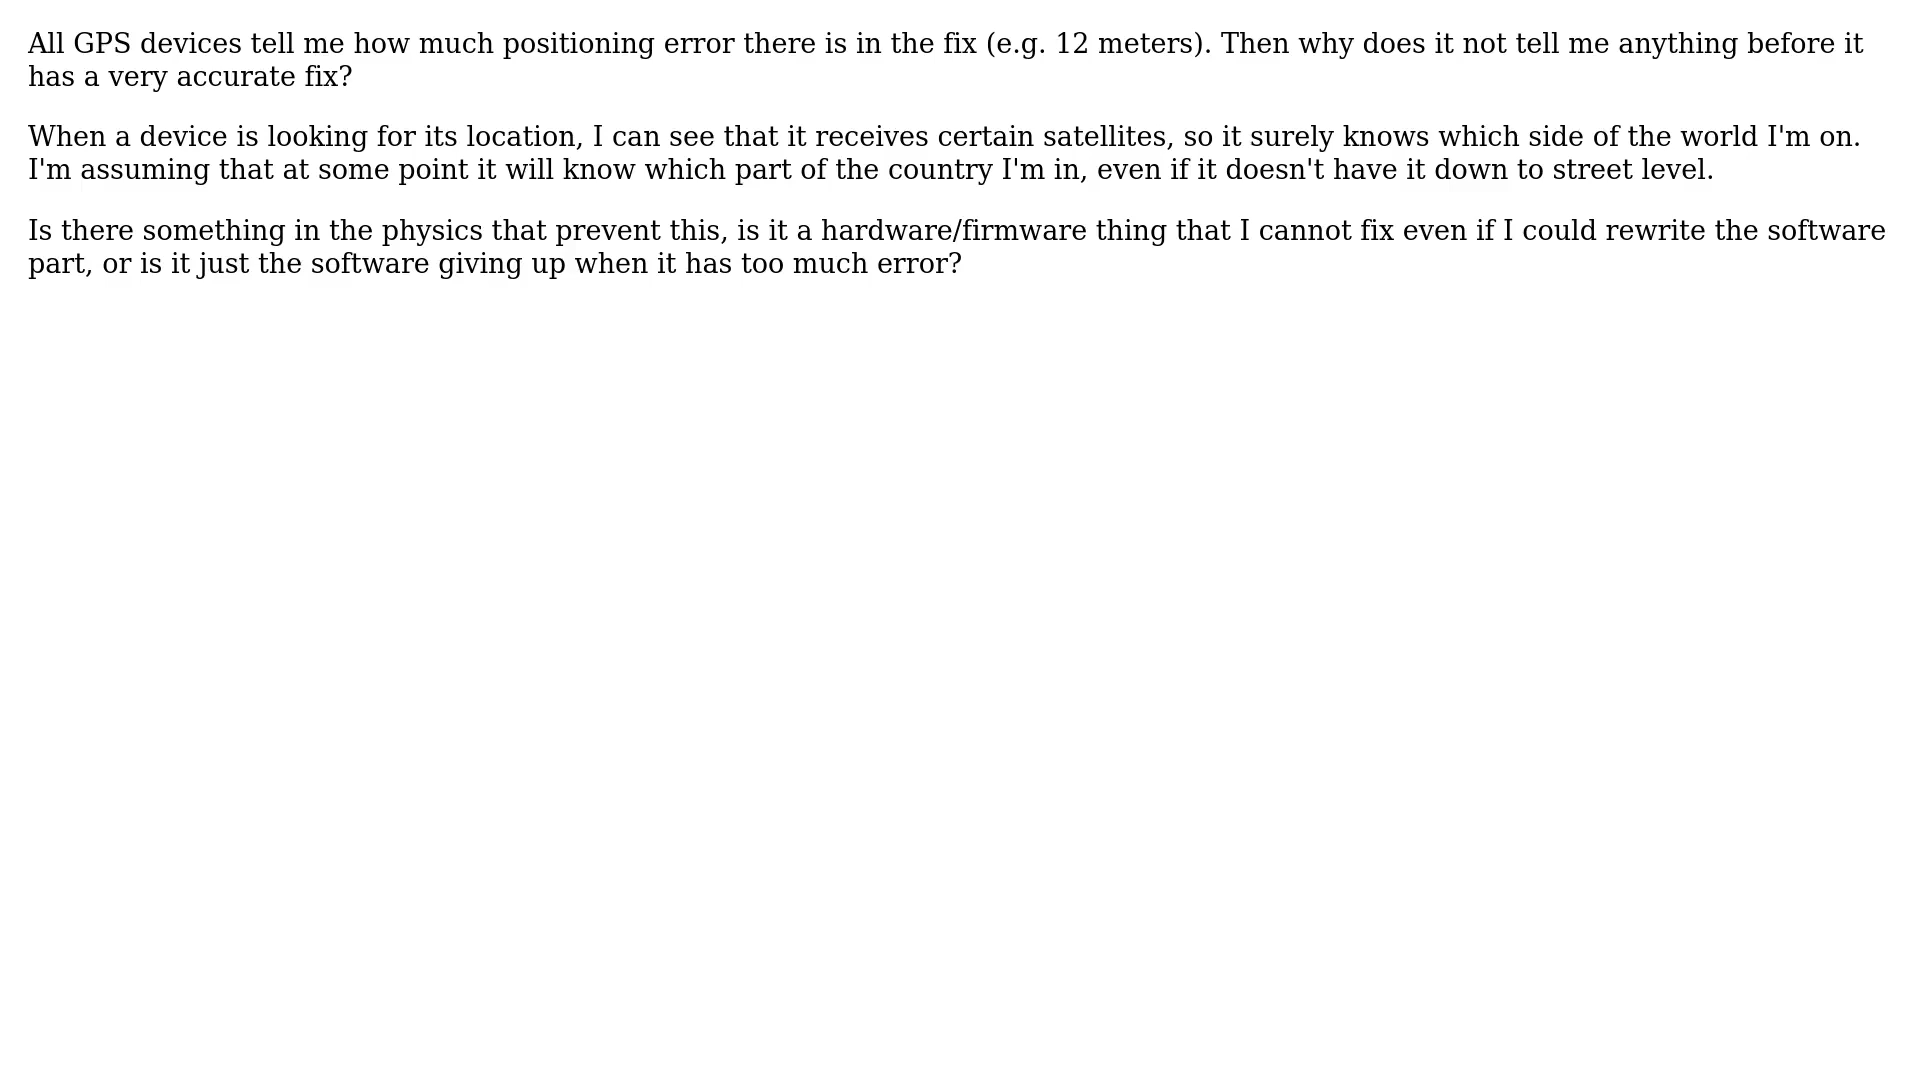 All GPS devices tell me how much positioning error there is in the fix (e.g. 12 meters). Then why does it not tell me anything before it
has a very accurate fix?
When a device is looking for its location, I can see that it receives certain satellites, so it surely knows which side of the world I'm on.
I'm assuming that at some point it will know which part of the country I'm in, even if it doesn't have it down to street level.
Is there something in the physics that prevent this, is it a hardware/firmware thing that I cannot fix even if I could rewrite the software
part, or is it just the software giving up when it has too much error?